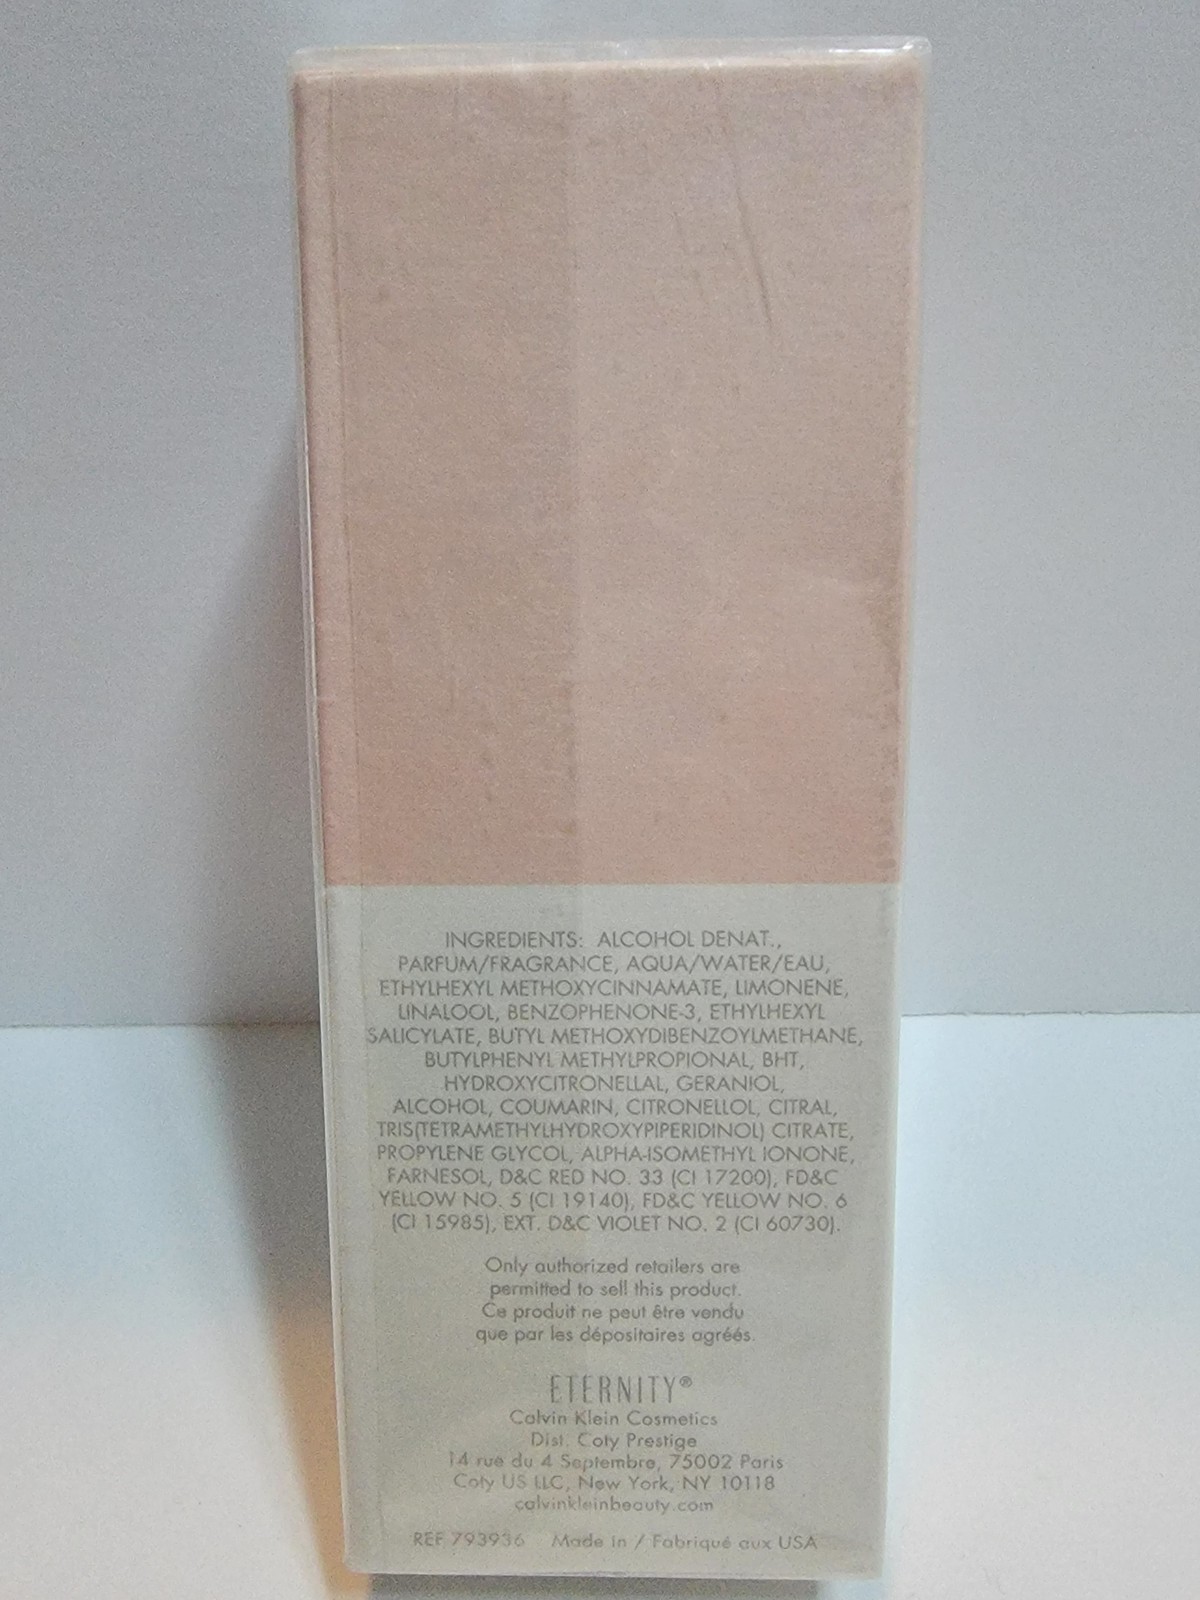 INGREDIENTS: ALCOHOL DENAT.,
PARFUM/FRAGRANCE, AQUA/WATER/EAU,
ETHYLHEXYL METHOXYCINNAMATE, LIMONENE,
LINALOOL, BENZOPHENONE-3, ETHYLHEXYL
SALICYLATE, BUTYL METHOXYDIBENZOYLMETHANE,
BUTYLPHENYL METHYLPROPIONAL, BHT,
HYDROXYCITRONELLAL, GERANIOL,
ALCOHOL, COUMARIN, CITRONELLOL, CITRAL,
TRIS(TETRAMETHYLHYDROXYPIPERIDINOL) CITRATE,
PROPYLENE GLYCOL, ALPHA-ISOMETHYL IONONE,
FARNESOL, D&C RED NO. 33 (CI 17200), FD&C
YELLOW NO. 5 (CI 19140), FD&C YELLOW NO. 6
(CI 15985), EXT. D&C VIOLET NO. 2 (CI 60730).
Only authorized retailers are
permitted to sell this product.
Ce produit ne peut être vendu
que par les dépositaires agréés.
ETERNITY®
Calvin Klein Cosmetics
Dist. Coty Prestige
14 rue du 4 Septembre, 75002 Paris
Coty US LLC, New York, NY 10118
calvinkleinbeauty.com
REF 793936 Made in / Fabriqué aux USA